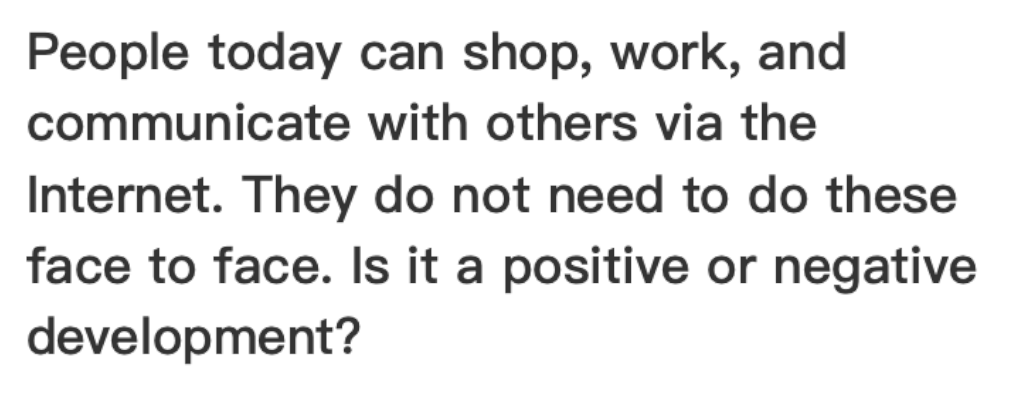 People today can shop, work, and
communicate with others via the
Internet. They do not need to do these
face to face. Is it a positive or negative
development?